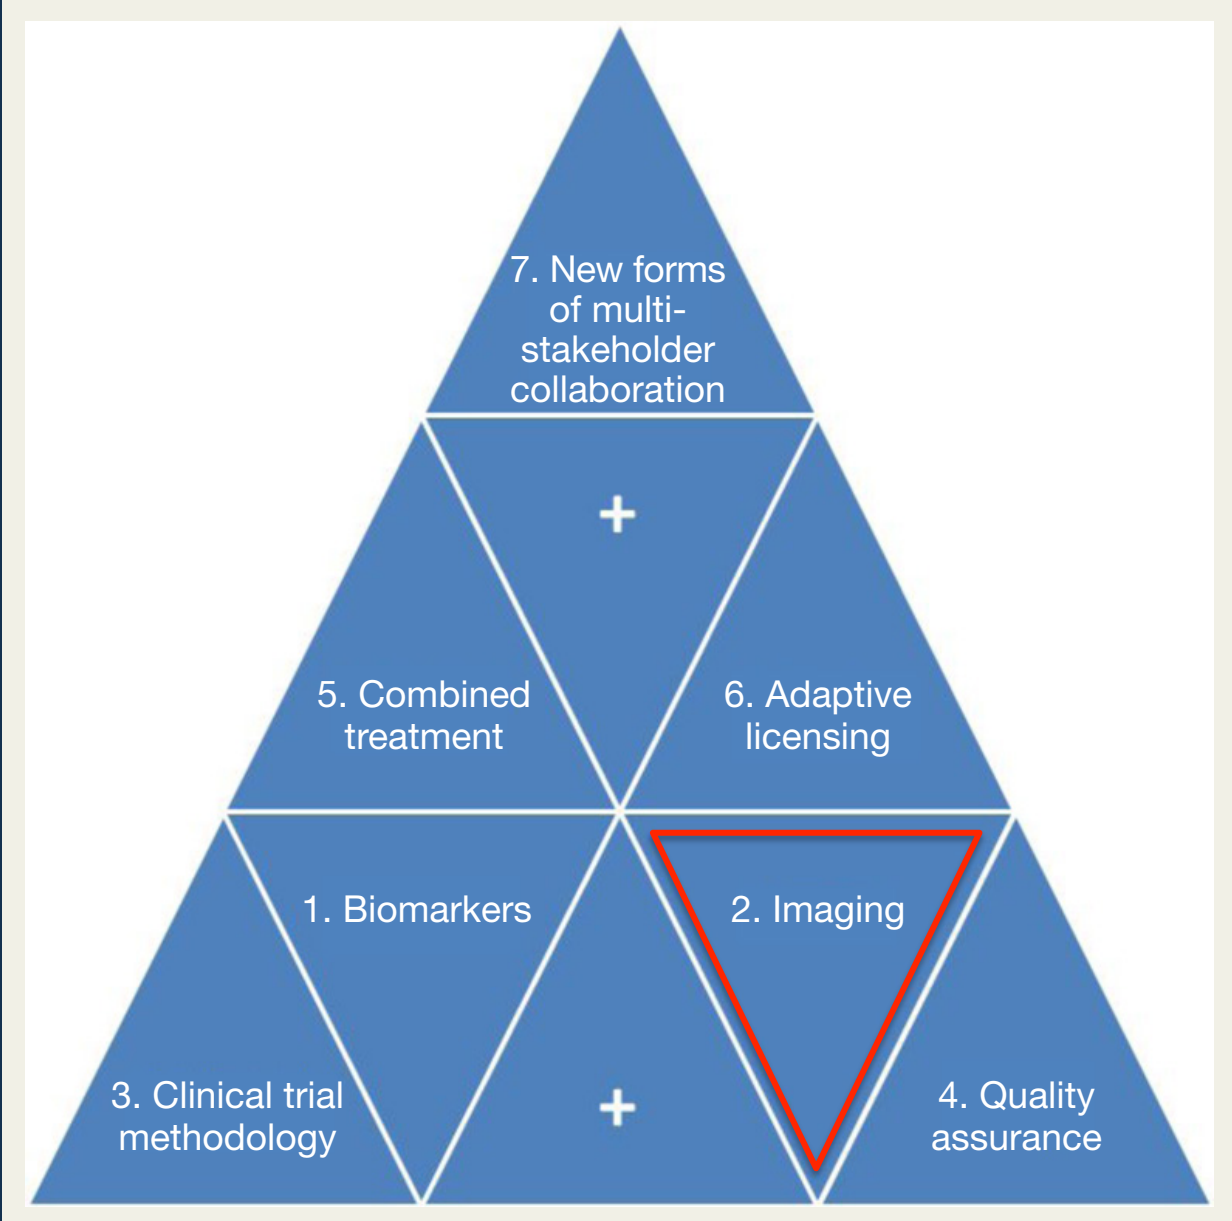 7. New forms
of multi-
stakeholder
collaboration
+
5. Combined
treatment
6. Adaptive
licensing
1. Biomarkers
2. Imaging
3. Clinical trial
methodology
+
4. Quality
assurance